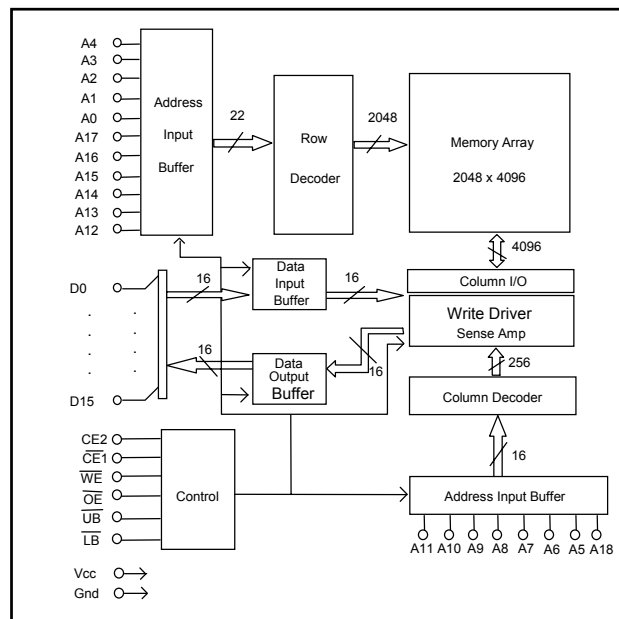 A4
A3
A2
A1
A0
A17
A16
A15
A14
A13
A12
Address
Input
Buffer
22
Row
Decoder
2048
Memory Array
2048 x 4096
4096
D0
.
.
.
.
D15
.
.
.
.
16
Data
Input
Buffer
16
Column I/O
Write Driver
Sense Amp
16
Data
Output
Buffer
16
256
Column Decoder
16
CE2
CE1
WE
OE
UB
LB
Control
Address Input Buffer
A11 A10 A9 A8 A7 A6 A5 A18
Vcc
Gnd